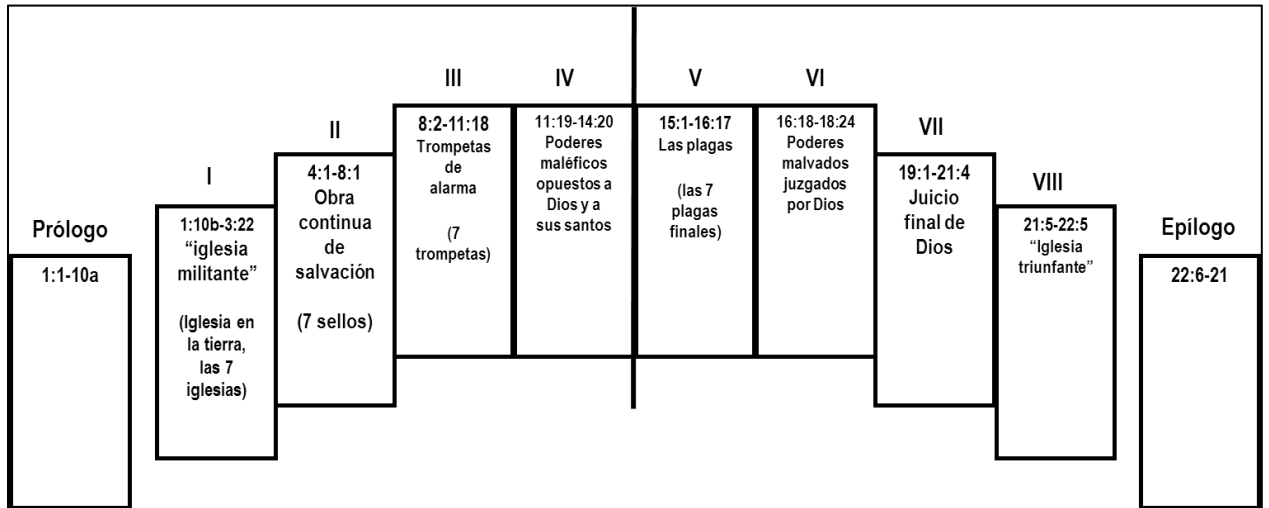 Prólogo
1:1-10a
I
1:10b-3:22
“iglesia
militante”
(Iglesia en
la tierra,
las 7
iglesias)
II
4:1-8:1
Obra
continua
de
salvación
(7 sellos)
III
8:2-11:18
Trompetas
de
alarma
(7
trompetas)
IV
11:19-14:20
Poderes
maléficos
opuestos a
Dios y a
sus santos
V
15:1-16:17
Las plagas
(las 7
plagas
finales)
VI
16:18-18:24
Poderes
malvados
juzgados
por Dios
VII
19:1-21:4
Juicio
final de
Dios
VIII
21:5-22:5
“Iglesia
triunfante”
Epílogo
22:6-21